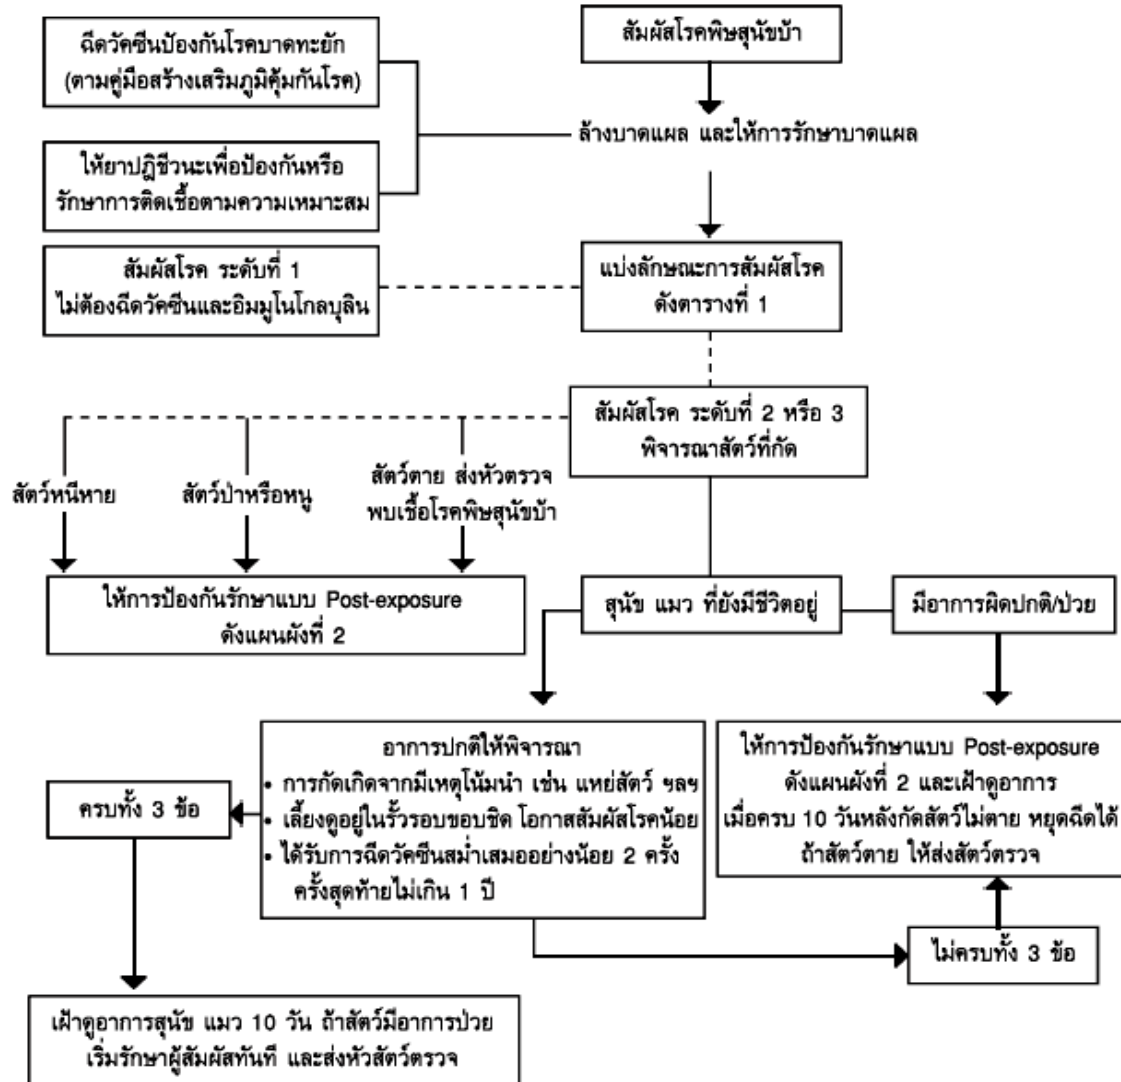 ฉีดวัคซีนป้องกันโรคบาดทะยัก
(ตามคู่มือสร้างเสริมภูมิคุ้มกันโรค)
สัมผัสโรคพิษสุนัขบ้า
ล้างบาดแผล และให้การรักษาบาดแผล
ให้ยาปฏิชีวนะเพื่อป้องกันหรือ
รักษาการติดเชื้อตามความเหมาะสม
สัมผัสโรค ระดับที่ 1
ไม่ต้องฉีดวัคซีนและอิมมูโนโกลบุลิน
แบ่งลักษณะการสัมผัสโรค
ดังตารางที่ 1
สัมผัสโรค ระดับที่ 2 หรือ 3
พิจารณาสัตว์ที่กัด
สัตว์หนีหาย
สัตว์ป่าหรือหนู
สัตว์ตาย ส่งหัวตรวจ
พบเชื้อโรคพิษสุนัขบ้า
ให้การป้องกันรักษาแบบ Post-exposure
ดังแผนผังที่ 2
สุนัข แมว ที่ยังมีชีวิตอยู่
มีอาการผิดปกติ/ป่วย
อาการปกติให้พิจารณา
• การกัดเกิดจากมีเหตุโน้มนำ เช่น แหย่สัตว์ ฯลฯ
• เลี้ยงดูอยู่ในรั้วรอบขอบชิด โอกาสสัมผัสโรคน้อย
• ได้รับการฉีดวัคซีนสม่ำเสมออย่างน้อย 2 ครั้ง
ครั้งสุดท้ายไม่เกิน 1 ปี
ครบทั้ง 3 ข้อ
ให้การป้องกันรักษาแบบ Post-exposure
ดังแผนผังที่ 2 และเฝ้าดูอาการ
เมื่อครบ 10 วันหลังกัดสัตว์ไม่ตาย หยุดฉีดได้
ถ้าสัตว์ตาย ให้ส่งสัตว์ตรวจ
ไม่ครบทั้ง 3 ข้อ
เฝ้าดูอาการสุนัข แมว 10 วัน ถ้าสัตว์มีอาการป่วย
เริ่มรักษาผู้สัมผัสทันที และส่งหัวสัตว์ตรวจ